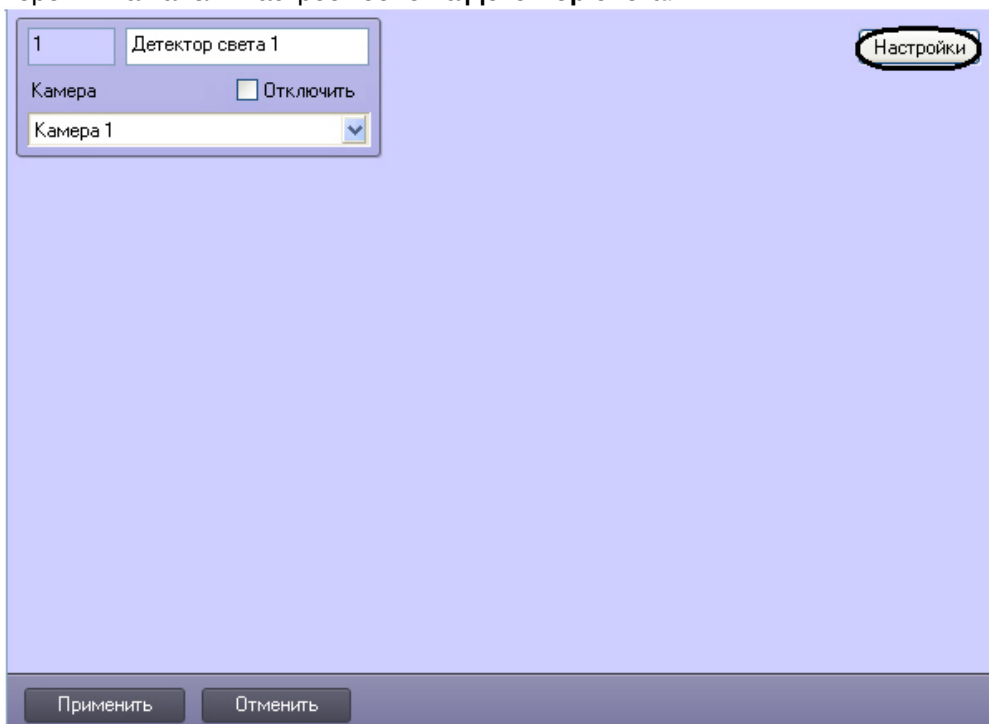 1 Детектор света 1 Настройки
Камера Отключить
Камера 1
Применить Отменить